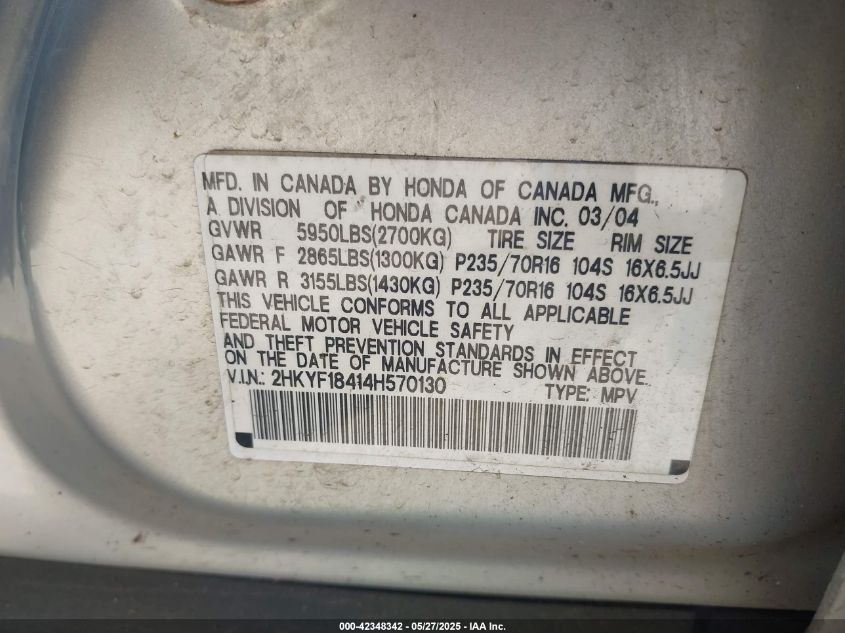 MFD. IN CANADA BY HONDA OF CANADA MFG.,
A DIVISION OF HONDA CANADA INC. 03/04
GVWR 5950LBS(2700KG) TIRE SIZE RIM SIZE
GAWR F 2865LBS(1300KG) P235/70R16 104S 16X6.5JJ
GAWR R 3155LBS(1430KG) P235/70R16 104S 16X6.5JJ
THIS VEHICLE CONFORMS TO ALL APPLICABLE
FEDERAL MOTOR VEHICLE SAFETY
AND THEFT PREVENTION STANDARDS IN EFFECT
ON THE DATE OF MANUFACTURE SHOWN ABOVE.
V.I.N.: 2HKYF18414H570130 TYPE: MPV
000-42348342 — 05/27/2025 — IAA Inc.